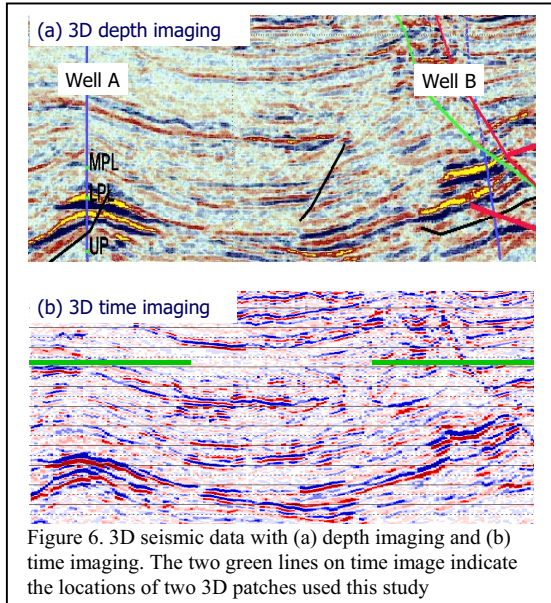 (a) 3D depth imaging
Well A
Well B
MPL
LPL
UP
(b) 3D time imaging
Figure 6. 3D seismic data with (a) depth imaging and (b)
time imaging. The two green lines on time image indicate
the locations of two 3D patches used this study